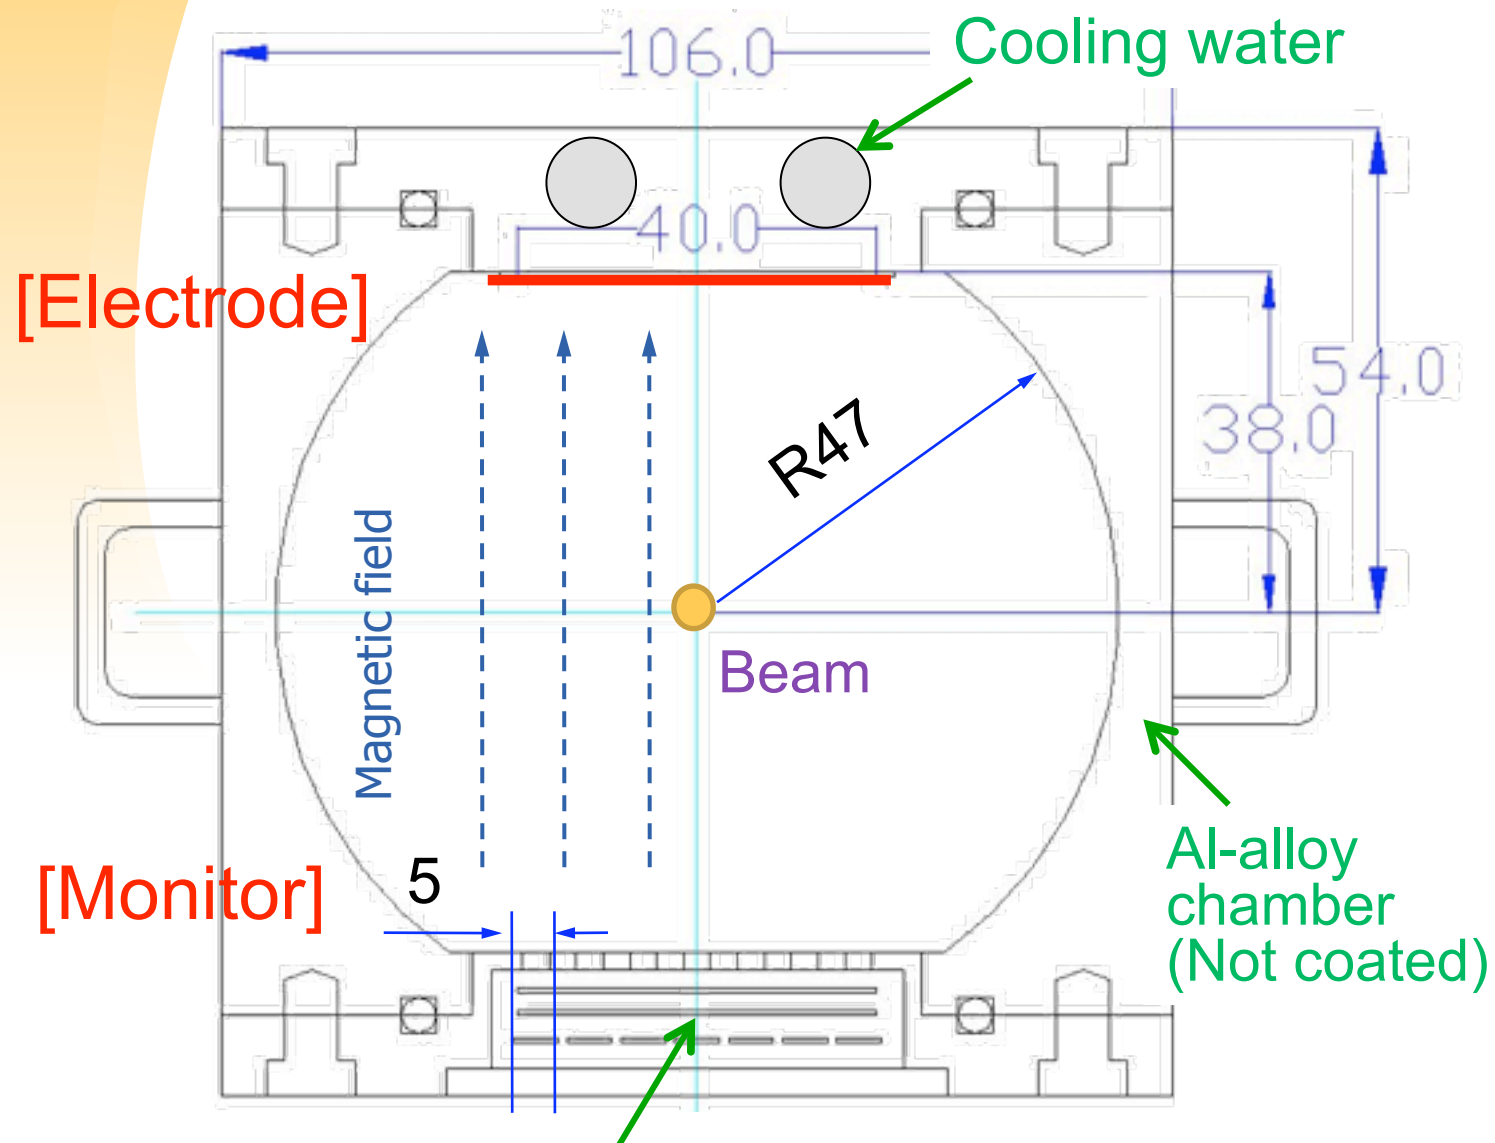 106.0
Cooling water
40.0
[Electrode]
54.0
38.0
R47
Magnetic field
Beam
5
[Monitor]
Al-alloy
chamber
(Not coated)